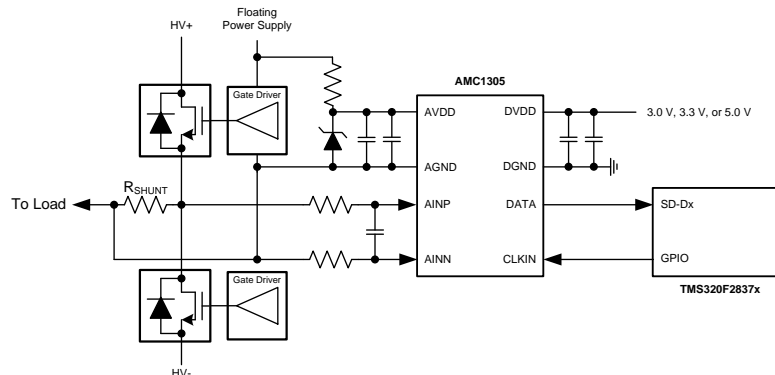 HV+
Floating
Power Supply
Gate Driver
AMC1305
AVDD
DVDD
3.0 V, 3.3 V, or 5.0 V
AGND
DGND
To Load
RSHUNT
AINP
DATA
SD-Dx
AINN
CLKIN
GPIO
Gate Driver
TMS320F2837x
HV-